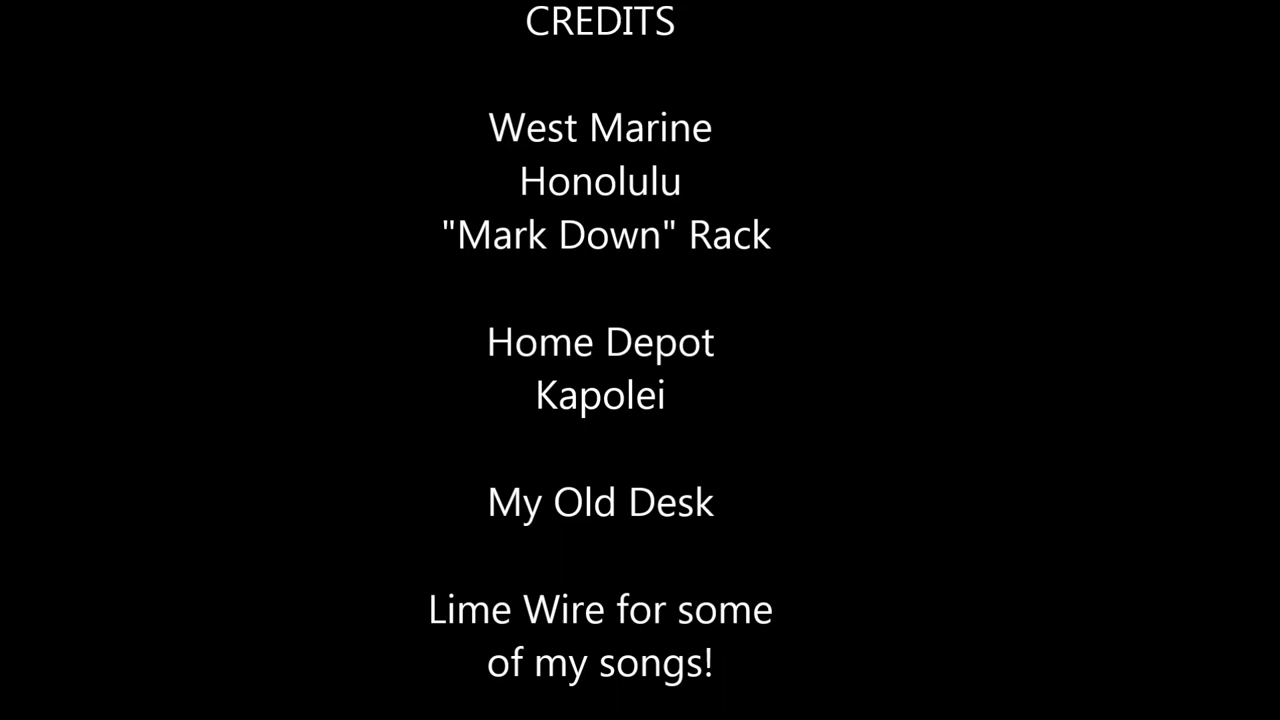 CREDITS
West Marine
Honolulu
"Mark Down" Rack
Home Depot
Kapolei
My Old Desk
Lime Wire for some
of my songs!